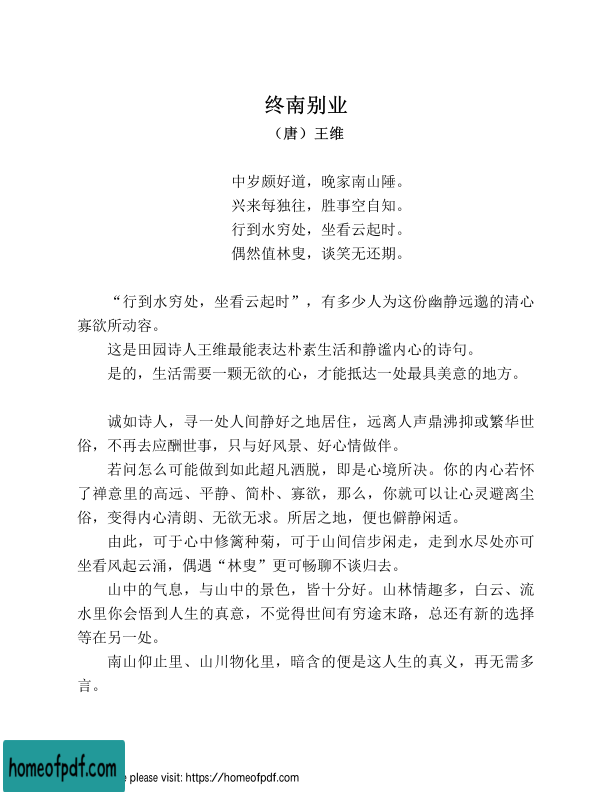 终南别业
（唐）王维
中岁颇好道，晚家南山陲。
兴来每独往，胜事空自知。
行到水穷处，坐看云起时。
偶然值林叟，谈笑无还期。
“行到水穷处，坐看云起时”，有多少人为这份幽静远邈的清心
寡欲所动容。
这是田园诗人王维最能表达朴素生活和静谧内心的诗句。
是的，生活需要一颗无欲的心，才能抵达一处最具美意的地方。
诚如诗人，寻一处人间静好之地居住，远离人声鼎沸抑或繁华世
俗，不再去应酬世事，只与好风景、好心情做伴。
若问怎么可能做到如此超凡洒脱，即是心境所决。你的内心若怀
了禅意里的高远、平静、简朴、寡欲，那么，你就可以让心灵避离尘
俗，变得内心清朗、无欲无求。所居之地，便也僻静闲适。
由此，可于心中修篱种菊，可于山间信步闲走，走到水尽处亦可
坐看风起云涌，偶遇“林叟”更可畅聊不谈归去。
山中的气息，与山中的景色，皆十分好。山林情趣多，白云、流
水里你会悟到人生的真意，不觉得世间有穷途末路，总还有新的选择
等在另一处。
南山仰止里、山川物化里，暗含的便是这人生的真义，再无需多
言。
homeofpdf.com
e please visit: https://homeofpdf.com